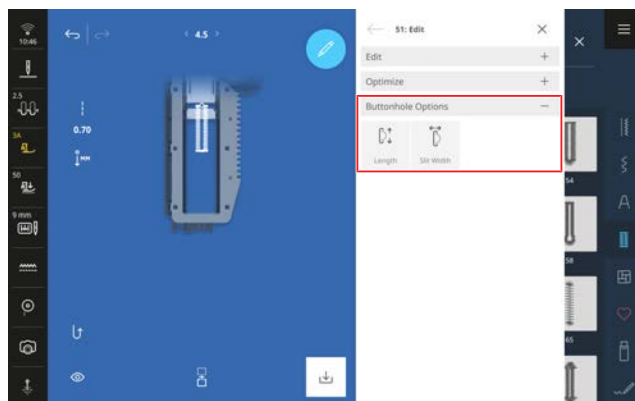 10:46
4.5
51: Edit
Edit
Optimize
Buttonhole Options
Length
Slit Width
2.5
0.70
MM
3A
50
9 mm
54
58
65
A